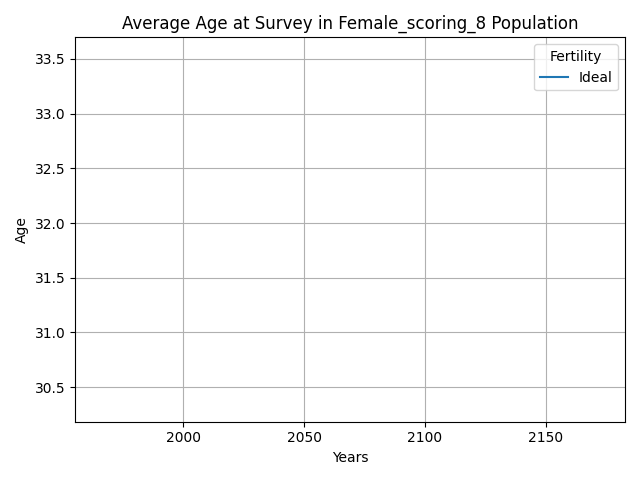 Average Age at Survey in Female_scoring_8 Population
Fertility
Ideal
33.5
33.0
32.5
32.0
31.5
31.0
30.5
Age
2000 2050 2100 2150
Years